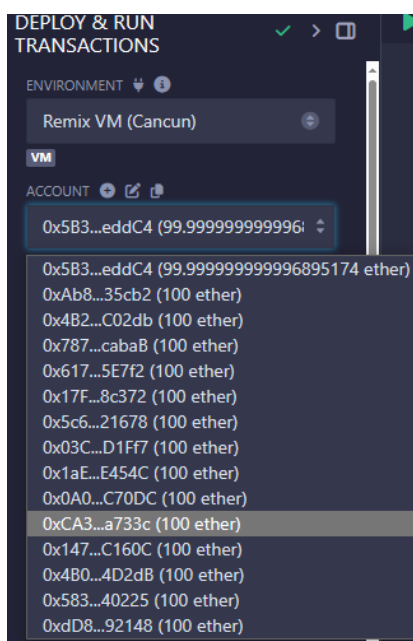 DEPLOY & RUN
TRANSACTIONS
ENVIRONMENT
Remix VM (Cancun)
VM
ACCOUNT
0x5B3...eddC4 (99.999999999996
0x5B3...eddC4 (99.999999999996895174 ether)
0xAb8...35cb2 (100 ether)
0x4B2...C02db (100 ether)
0x787...cabaB (100 ether)
0x617...5E7f2 (100 ether)
0x17F...8c372 (100 ether)
0x5c6...21678 (100 ether)
0x03C...D1Ff7 (100 ether)
0x1aE...E454C (100 ether)
0x0A0...C70DC (100 ether)
0xCA3...a733c (100 ether)
0x147...C160C (100 ether)
0x4B0...4D2dB (100 ether)
0x583...40225 (100 ether)
0xdD8...92148 (100 ether)